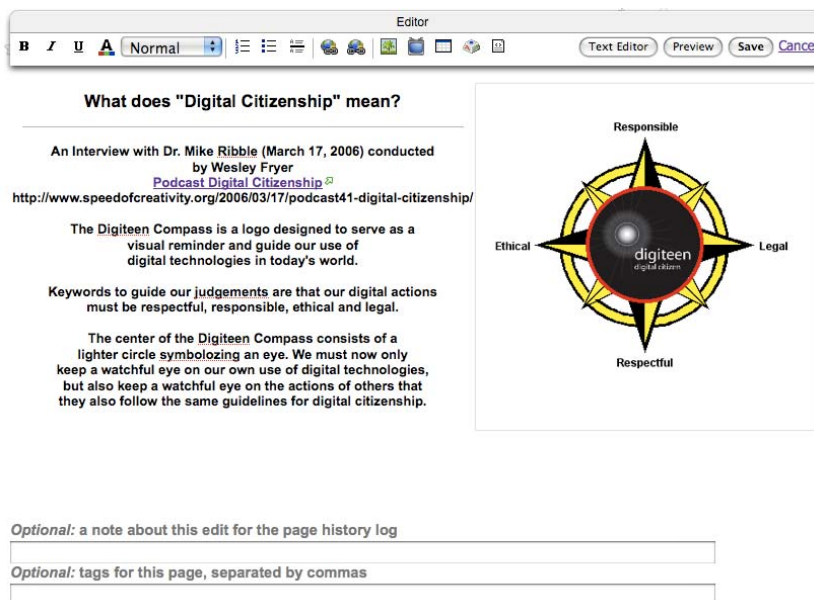 Editor
B I U A Normal Text Editor Preview Save Cance
What does "Digital Citizenship" mean?
An Interview with Dr. Mike Ribble (March 17, 2006) conducted
by Wesley Fryer
Podcast Digital Citizenship
http://www.speedofcreativity.org/2006/03/17/podcast41-digital-citizenship/
The Digiteen Compass is a logo designed to serve as a
visual reminder and guide our use of
digital technologies in today's world.
Keywords to guide our judgements are that our digital actions
must be respectful, responsible, ethical and legal.
The center of the Digiteen Compass consists of a
lighter circle symbolozing an eye. We must now only
keep a watchful eye on our own use of digital technologies,
but also keep a watchful eye on the actions of others that
they also follow the same guidelines for digital citizenship.
Responsible
Ethical
digiteen
digital citizen
Legal
Respectful
Optional: a note about this edit for the page history log
Optional: tags for this page, separated by commas